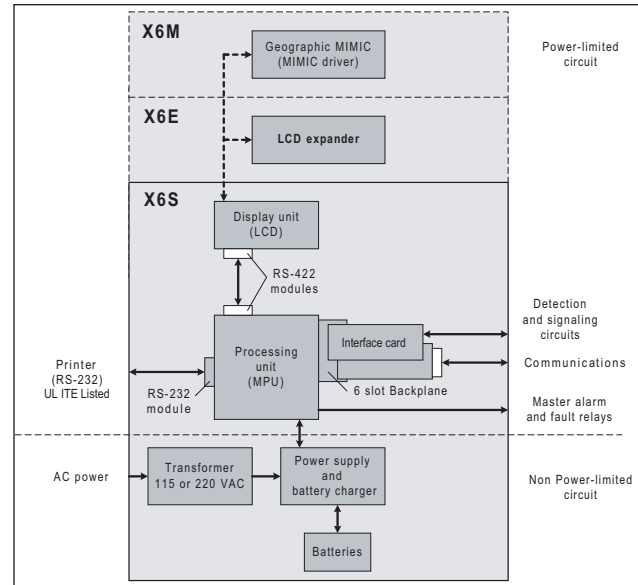 X6M
Geographic MIMIC
(MIMIC driver)
Power-limited
circuit
X6E
LCD expander
X6S
Display unit
(LCD)
RS-422
modules
Detection
and signaling
circuits
Interface card
Processing
unit
(MPU)
Printer
(RS-232)
UL ITE Listed
Communications
RS-232
module
6 slot Backplane
Master alarm
and fault relays
AC power
Transformer
115 or 220 VAC
Power supply
and
battery charger
Non Power-limited
circuit
Batteries